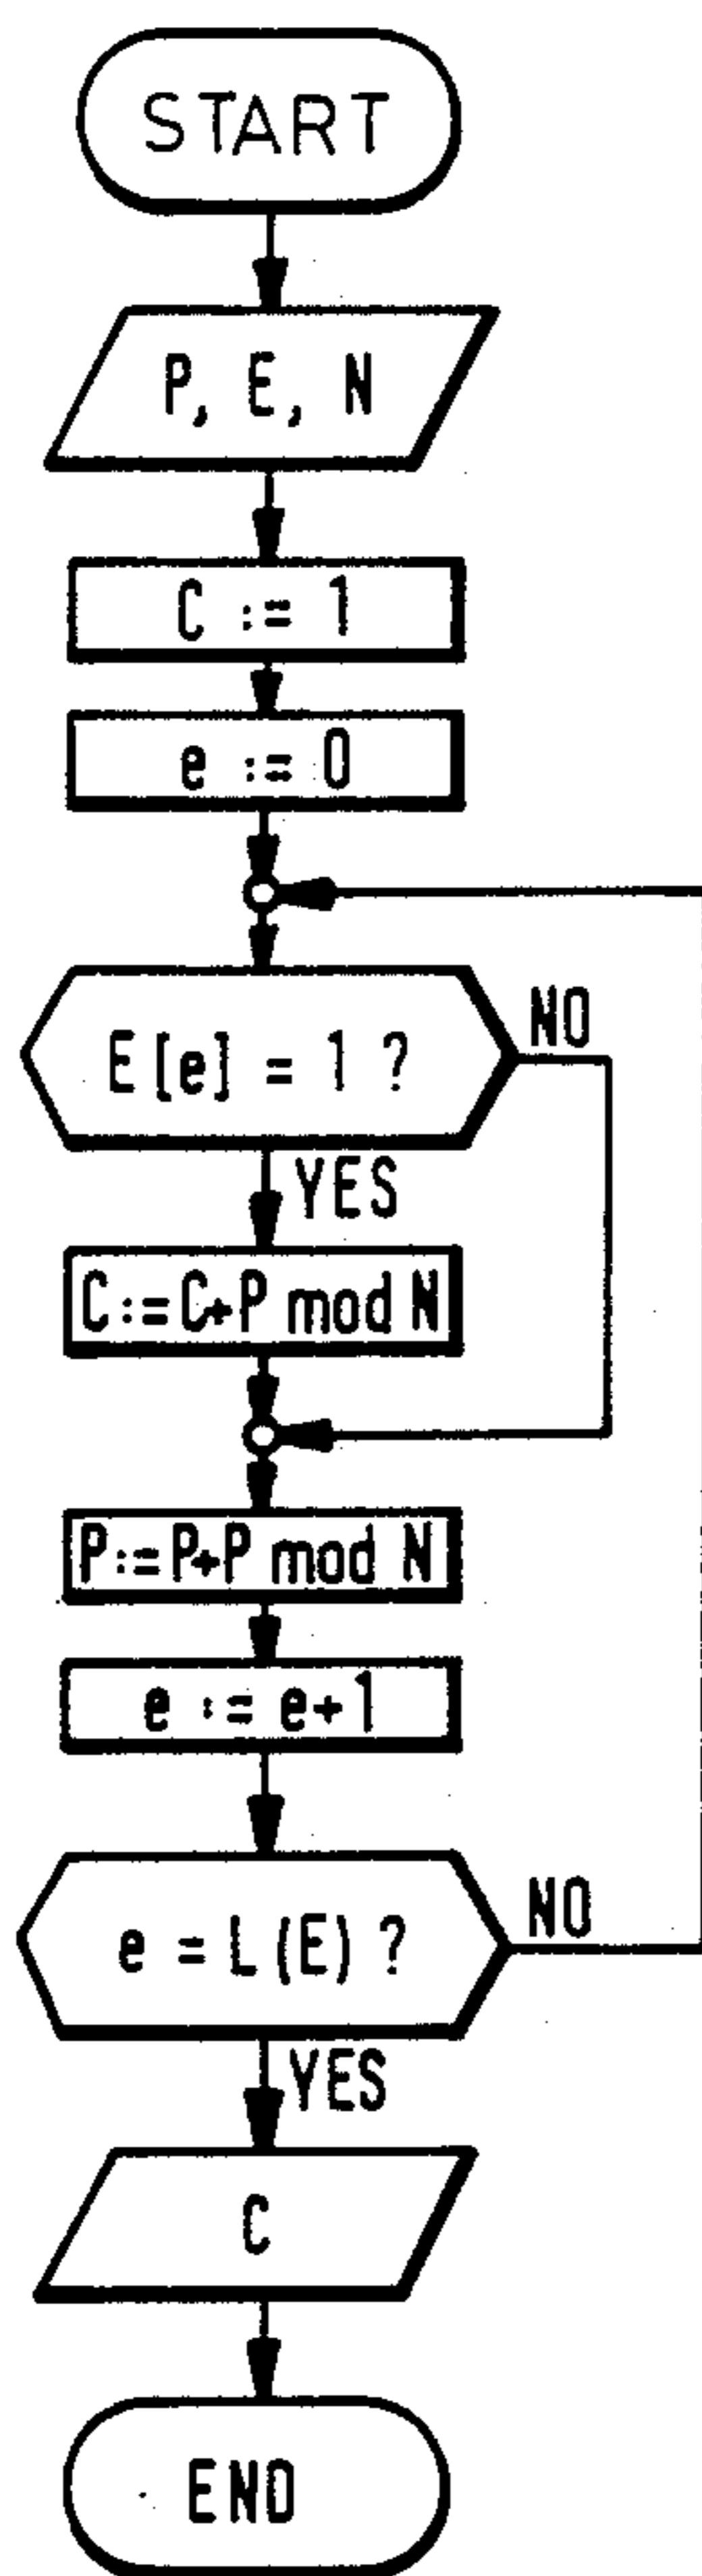 START
P, E, N
C := 1
e := 0
E[e] = 1 ?
NO
YES
C:=C+P mod N
P:=P+P mod N
e := e+1
e = L(E) ?
NO
YES
C
END